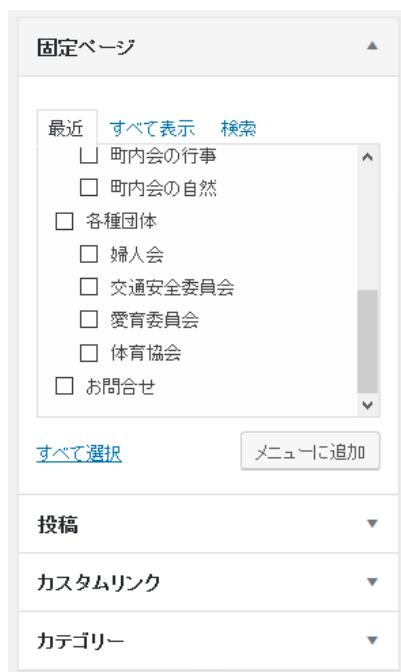 固定ページ
最近 すべて表示 検索
町内会の行事
町内会の自然
各種団体
婦人会
交通安全委員会
愛育委員会
体育協会
お問合せ
すべて選択 メニューに追加
投稿
カスタムリンク
カテゴリー